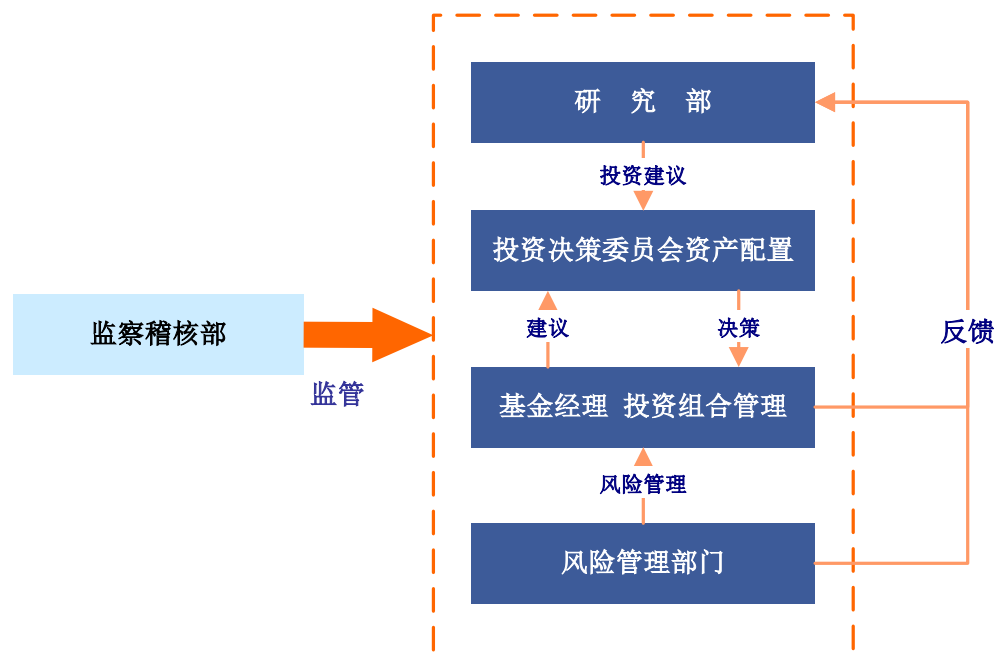 研 究 部
投资建议
投资决策委员会资产配置
建议
决策
监察稽核部
反馈
监管
基金经理 投资组合管理
风险管理
风险管理部门